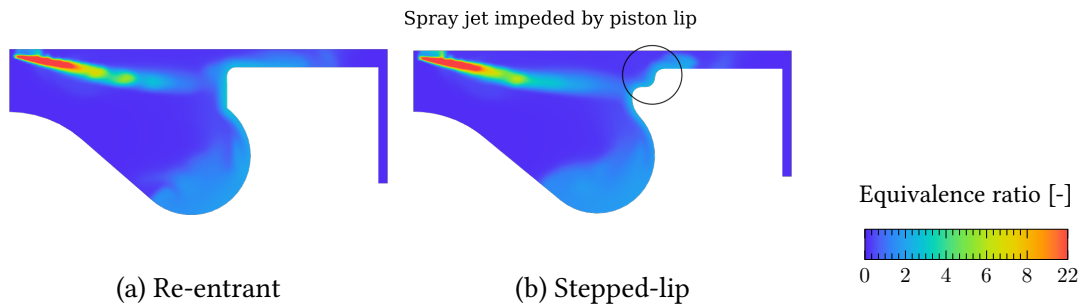 Spray jet impeded by piston lip
Equivalence ratio [-]
0 2 4 6 8 22
(a) Re-entrant
(b) Stepped-lip